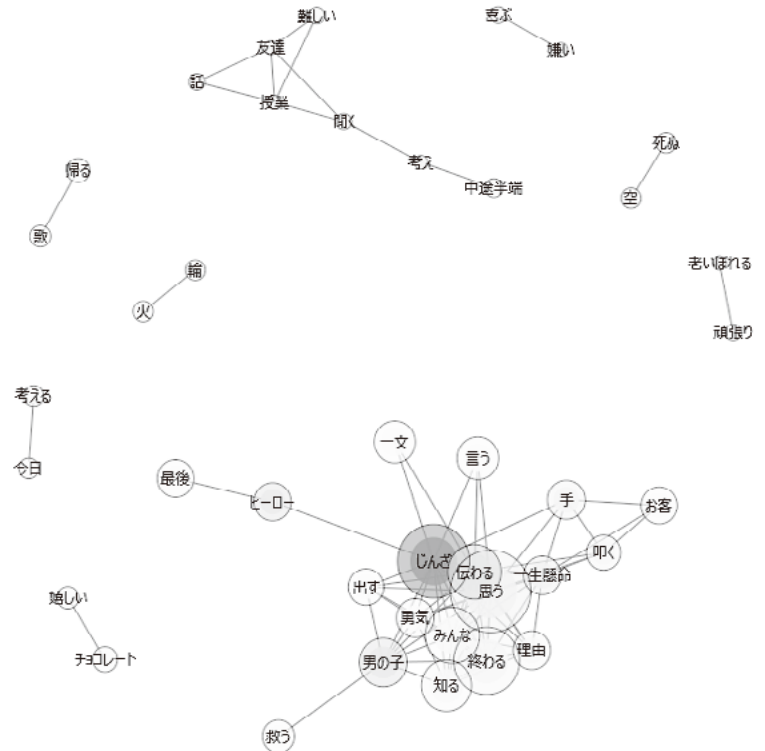 難しい
喜ぶ
友達
嫌い
話
授業
聞く
死ぬ
考え
帰る
中途半端
空
歌
老いぼれる
輪
火
頑張り
考える
一文
言う
今日
最後
ヒーロー
手
お客
叩く
じんざ
伝わる
一生懸命
出す
思う
嬉しい
勇気
みんな
チョコレート
男の子
終わる
理由
知る
救う